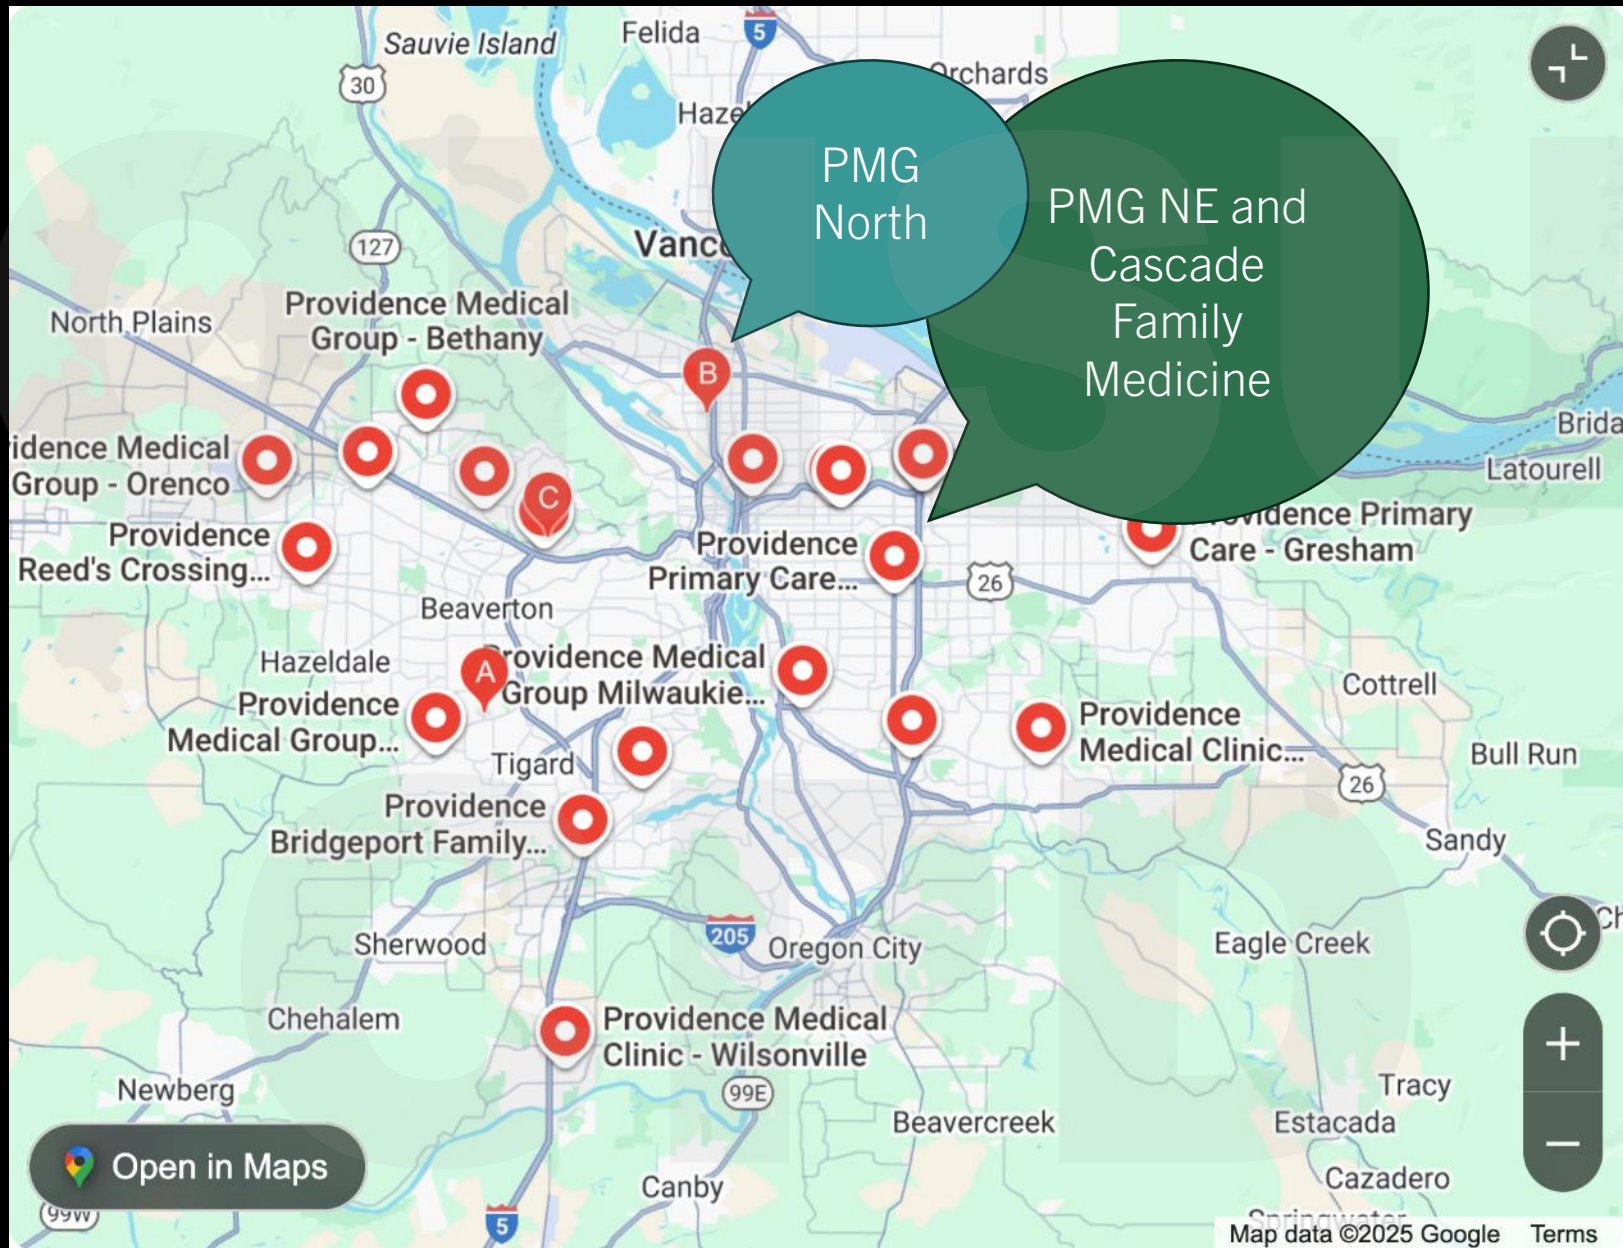 Sauvie Island
Felida
5
Orchards
30
Haze
PMG
North
PMG NE and
Cascade
Family
Medicine
127
Vanc
Providence Medical
Group - Bethany
North Plains
B
Brida
idence Medical
Group - Orenco
Latourell
C
Providence
Reed's Crossing...
Providence
Primary Care...
vidence Primary
Care - Gresham
26
Beaverton
Hazeldale
A
rovidence Medical
Group Milwaukie...
Cottrell
Providence
Medical Group...
Providence
Medical Clinic...
Tigard
Bull Run
26
Providence
Bridgeport Family...
Sandy
205
Sherwood
Oregon City
Eagle Creek
Ch
Chehalem
Providence Medical
Clinic - Wilsonville
Newberg
99E
Tracy
Beavercreek
Estacada
Open in Maps
Canby
Cazadero
99W
5
Springwater
Map data ©2025 Google Terms